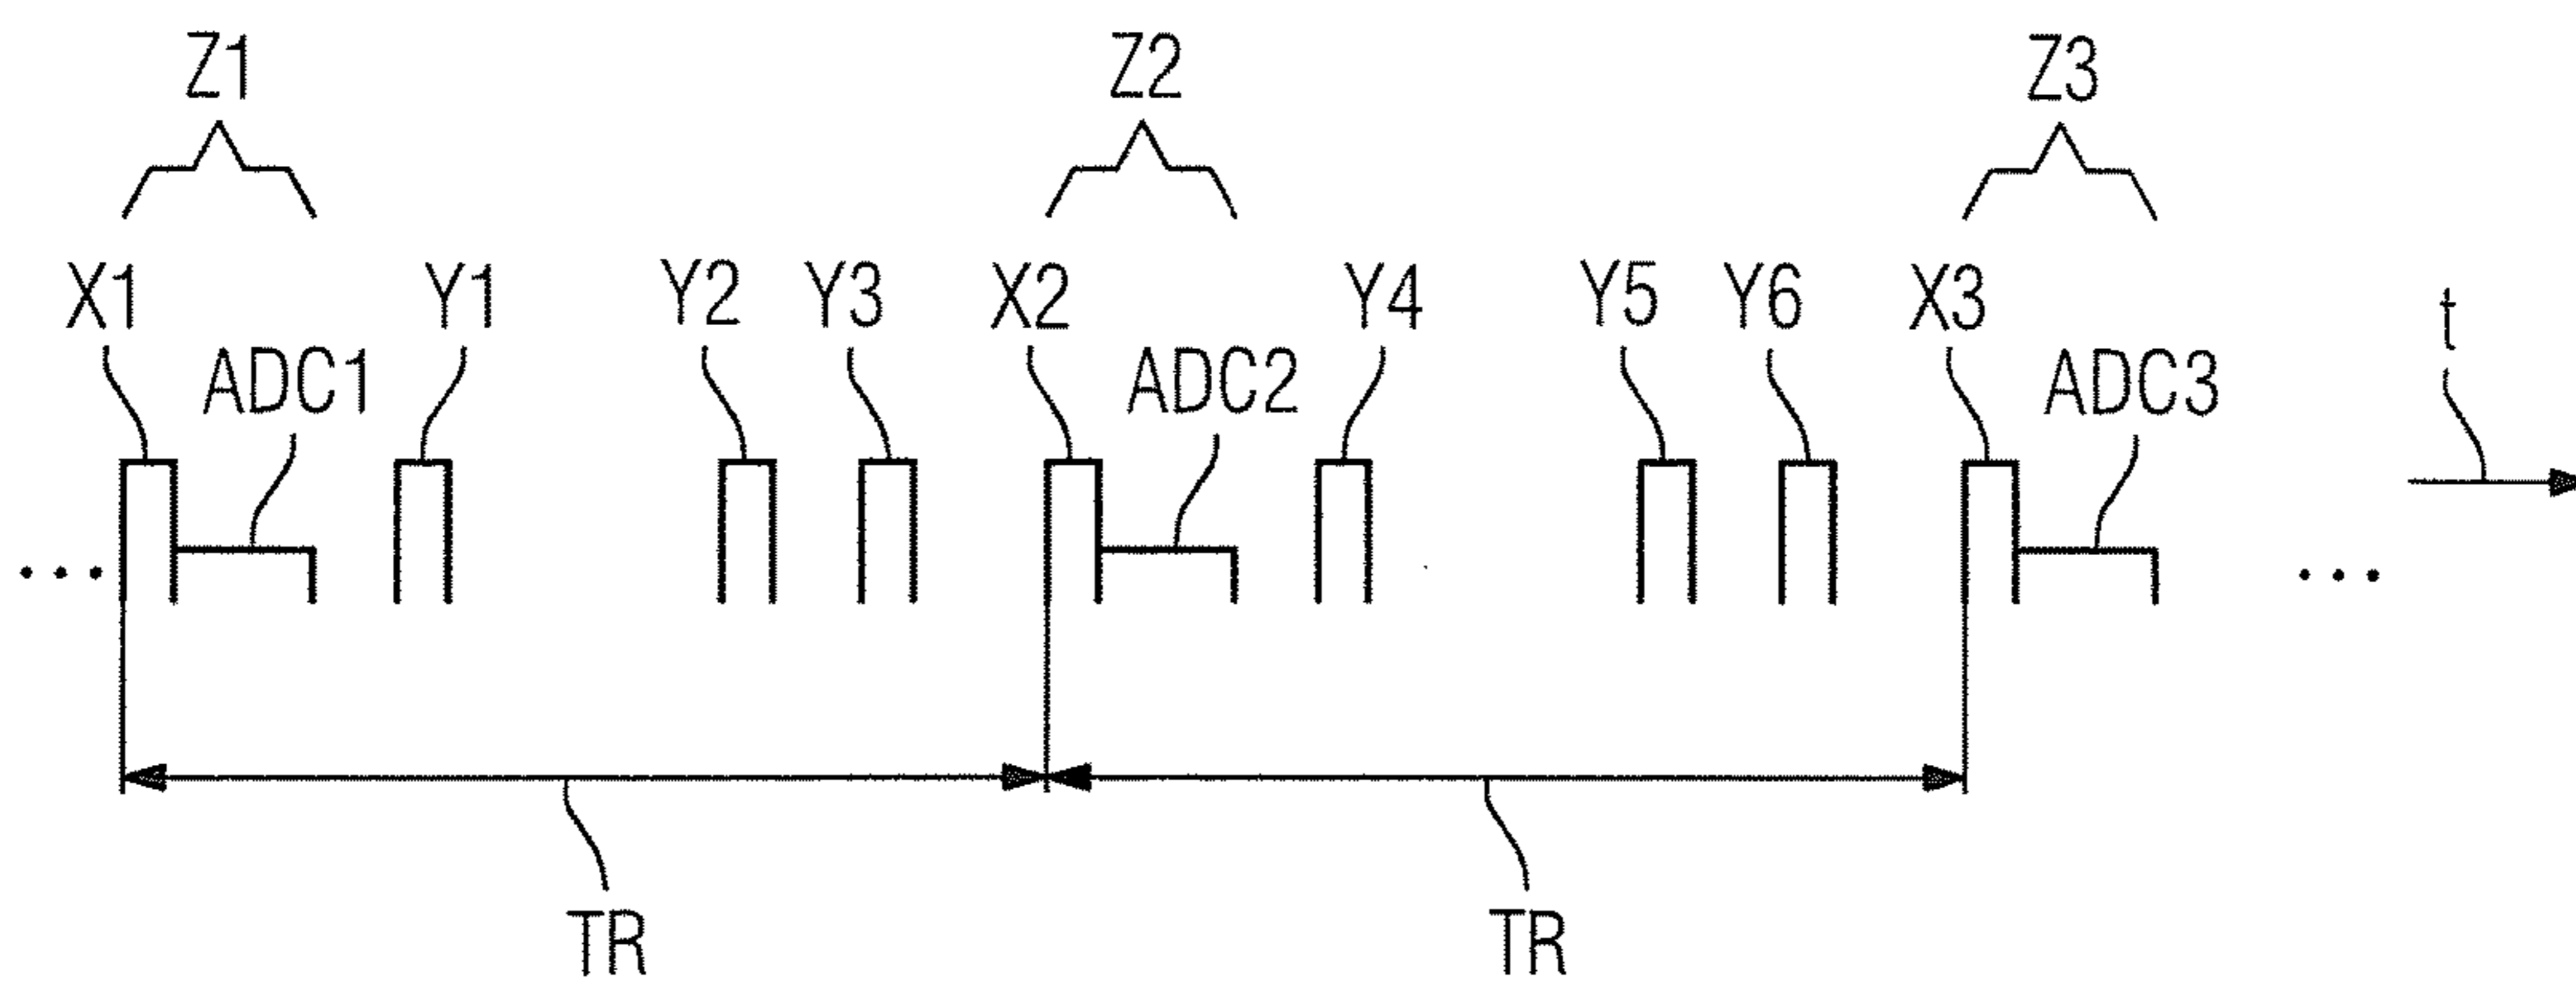 Z1 Z2 Z3
X1 Y1 Y2 Y3 X2 Y4 Y5 Y6 X3 t
ADC1 ADC2 ADC3
... ...
TR TR